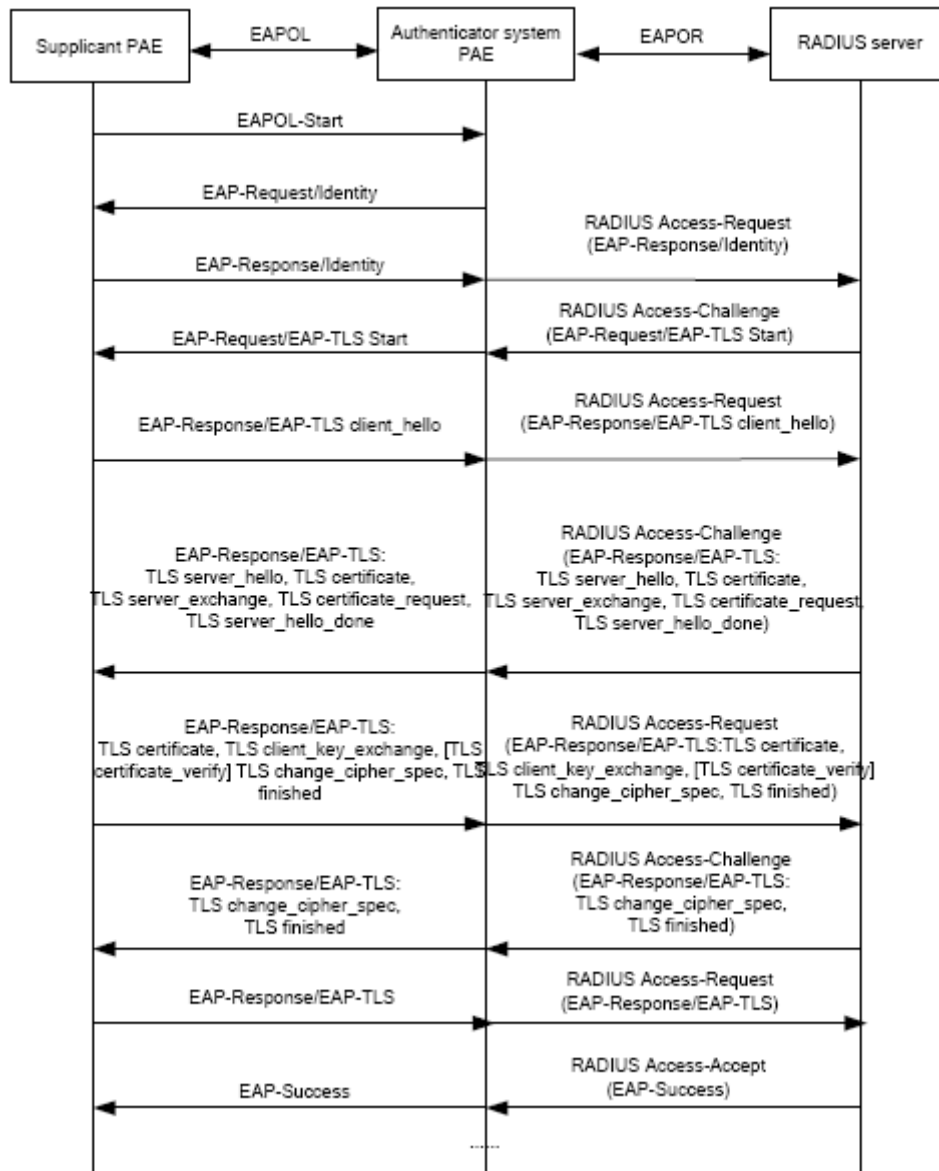 Supplicant PAE
EAPOL
Authenticator system
PAE
EAPOR
RADIUS server
EAPOL-Start
EAP-Request/Identity
RADIUS Access-Request
(EAP-Response/Identity)
EAP-Response/Identity
RADIUS Access-Challenge
(EAP-Request/EAP-TLS Start)
EAP-Request/EAP-TLS Start
RADIUS Access-Request
(EAP-Response/EAP-TLS client_hello)
EAP-Response/EAP-TLS client_hello
EAP-Response/EAP-TLS:
TLS server_hello, TLS certificate,
TLS server_exchange, TLS certificate_request,
TLS server_hello_done
RADIUS Access-Challenge
(EAP-Response/EAP-TLS:
TLS server_hello, TLS certificate,
TLS server_exchange, TLS certificate_request,
TLS server_hello_done)
EAP-Response/EAP-TLS:
TLS certificate, TLS client_key_exchange, [TLS
certificate_verify] TLS change_cipher_spec, TLS
finished
RADIUS Access-Request
(EAP-Response/EAP-TLS:TLS certificate,
TLS client_key_exchange, [TLS certificate_verify]
TLS change_cipher_spec, TLS finished)
EAP-Response/EAP-TLS:
TLS change_cipher_spec,
TLS finished
RADIUS Access-Challenge
(EAP-Response/EAP-TLS:
TLS change_cipher_spec,
TLS finished)
EAP-Response/EAP-TLS
RADIUS Access-Request
(EAP-Response/EAP-TLS)
EAP-Success
RADIUS Access-Accept
(EAP-Success)
......